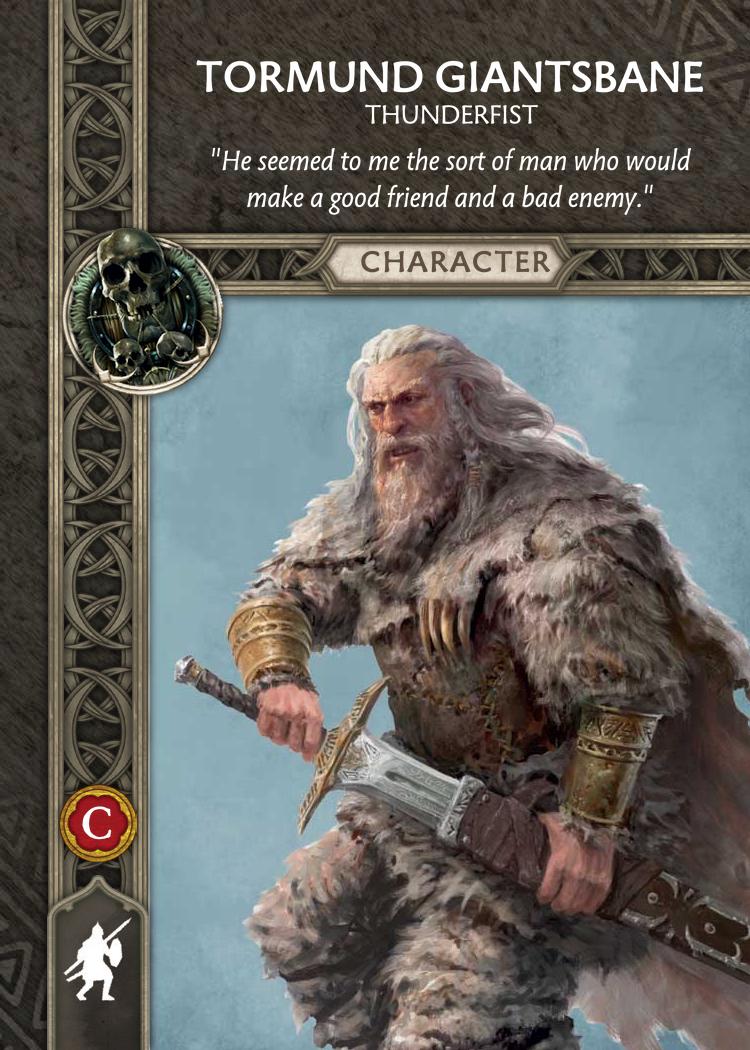 TORMUND GIANTSBANE
THUNDERFIST
"He seemed to me the sort of man who would
make a good friend and a bad enemy."
CHARACTER
C